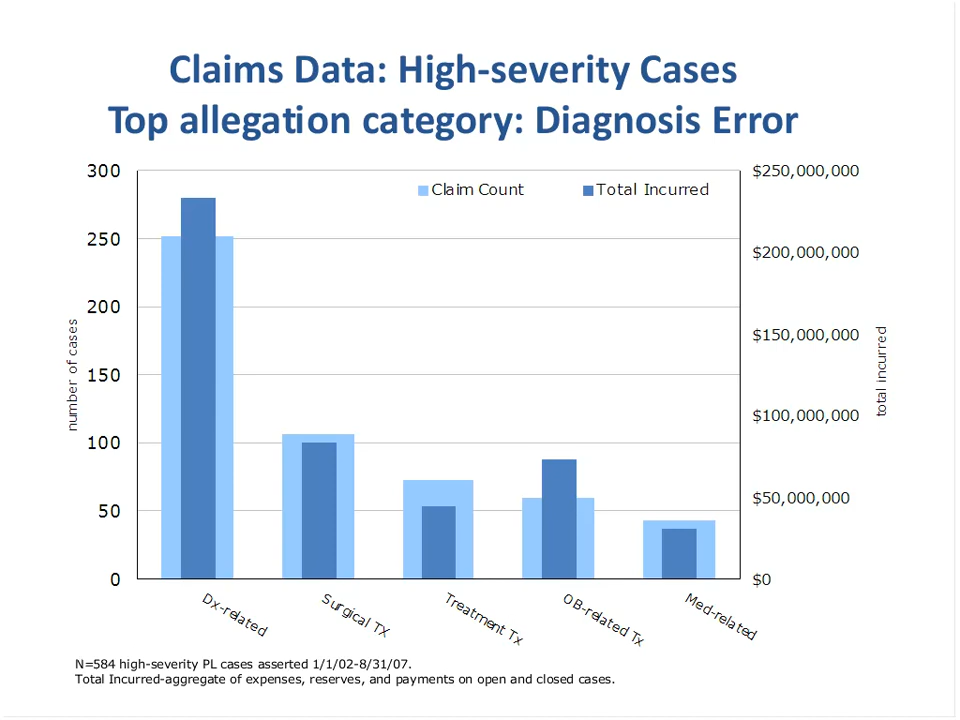 Claims Data: High-severity Cases
Top allegation category: Diagnosis Error
Claim Count
Total Incurred
300
250
200
150
100
50
0
number of cases
$250,000,000
$200,000,000
$150,000,000
$100,000,000
$50,000,000
$0
total incurred
Dx-related
Surgical TX
Treatment Tx
OB-related Tx
Med-related
N=584 high-severity PL cases asserted 1/1/02-8/31/07.
Total Incurred-aggregate of expenses, reserves, and payments on open and closed cases.